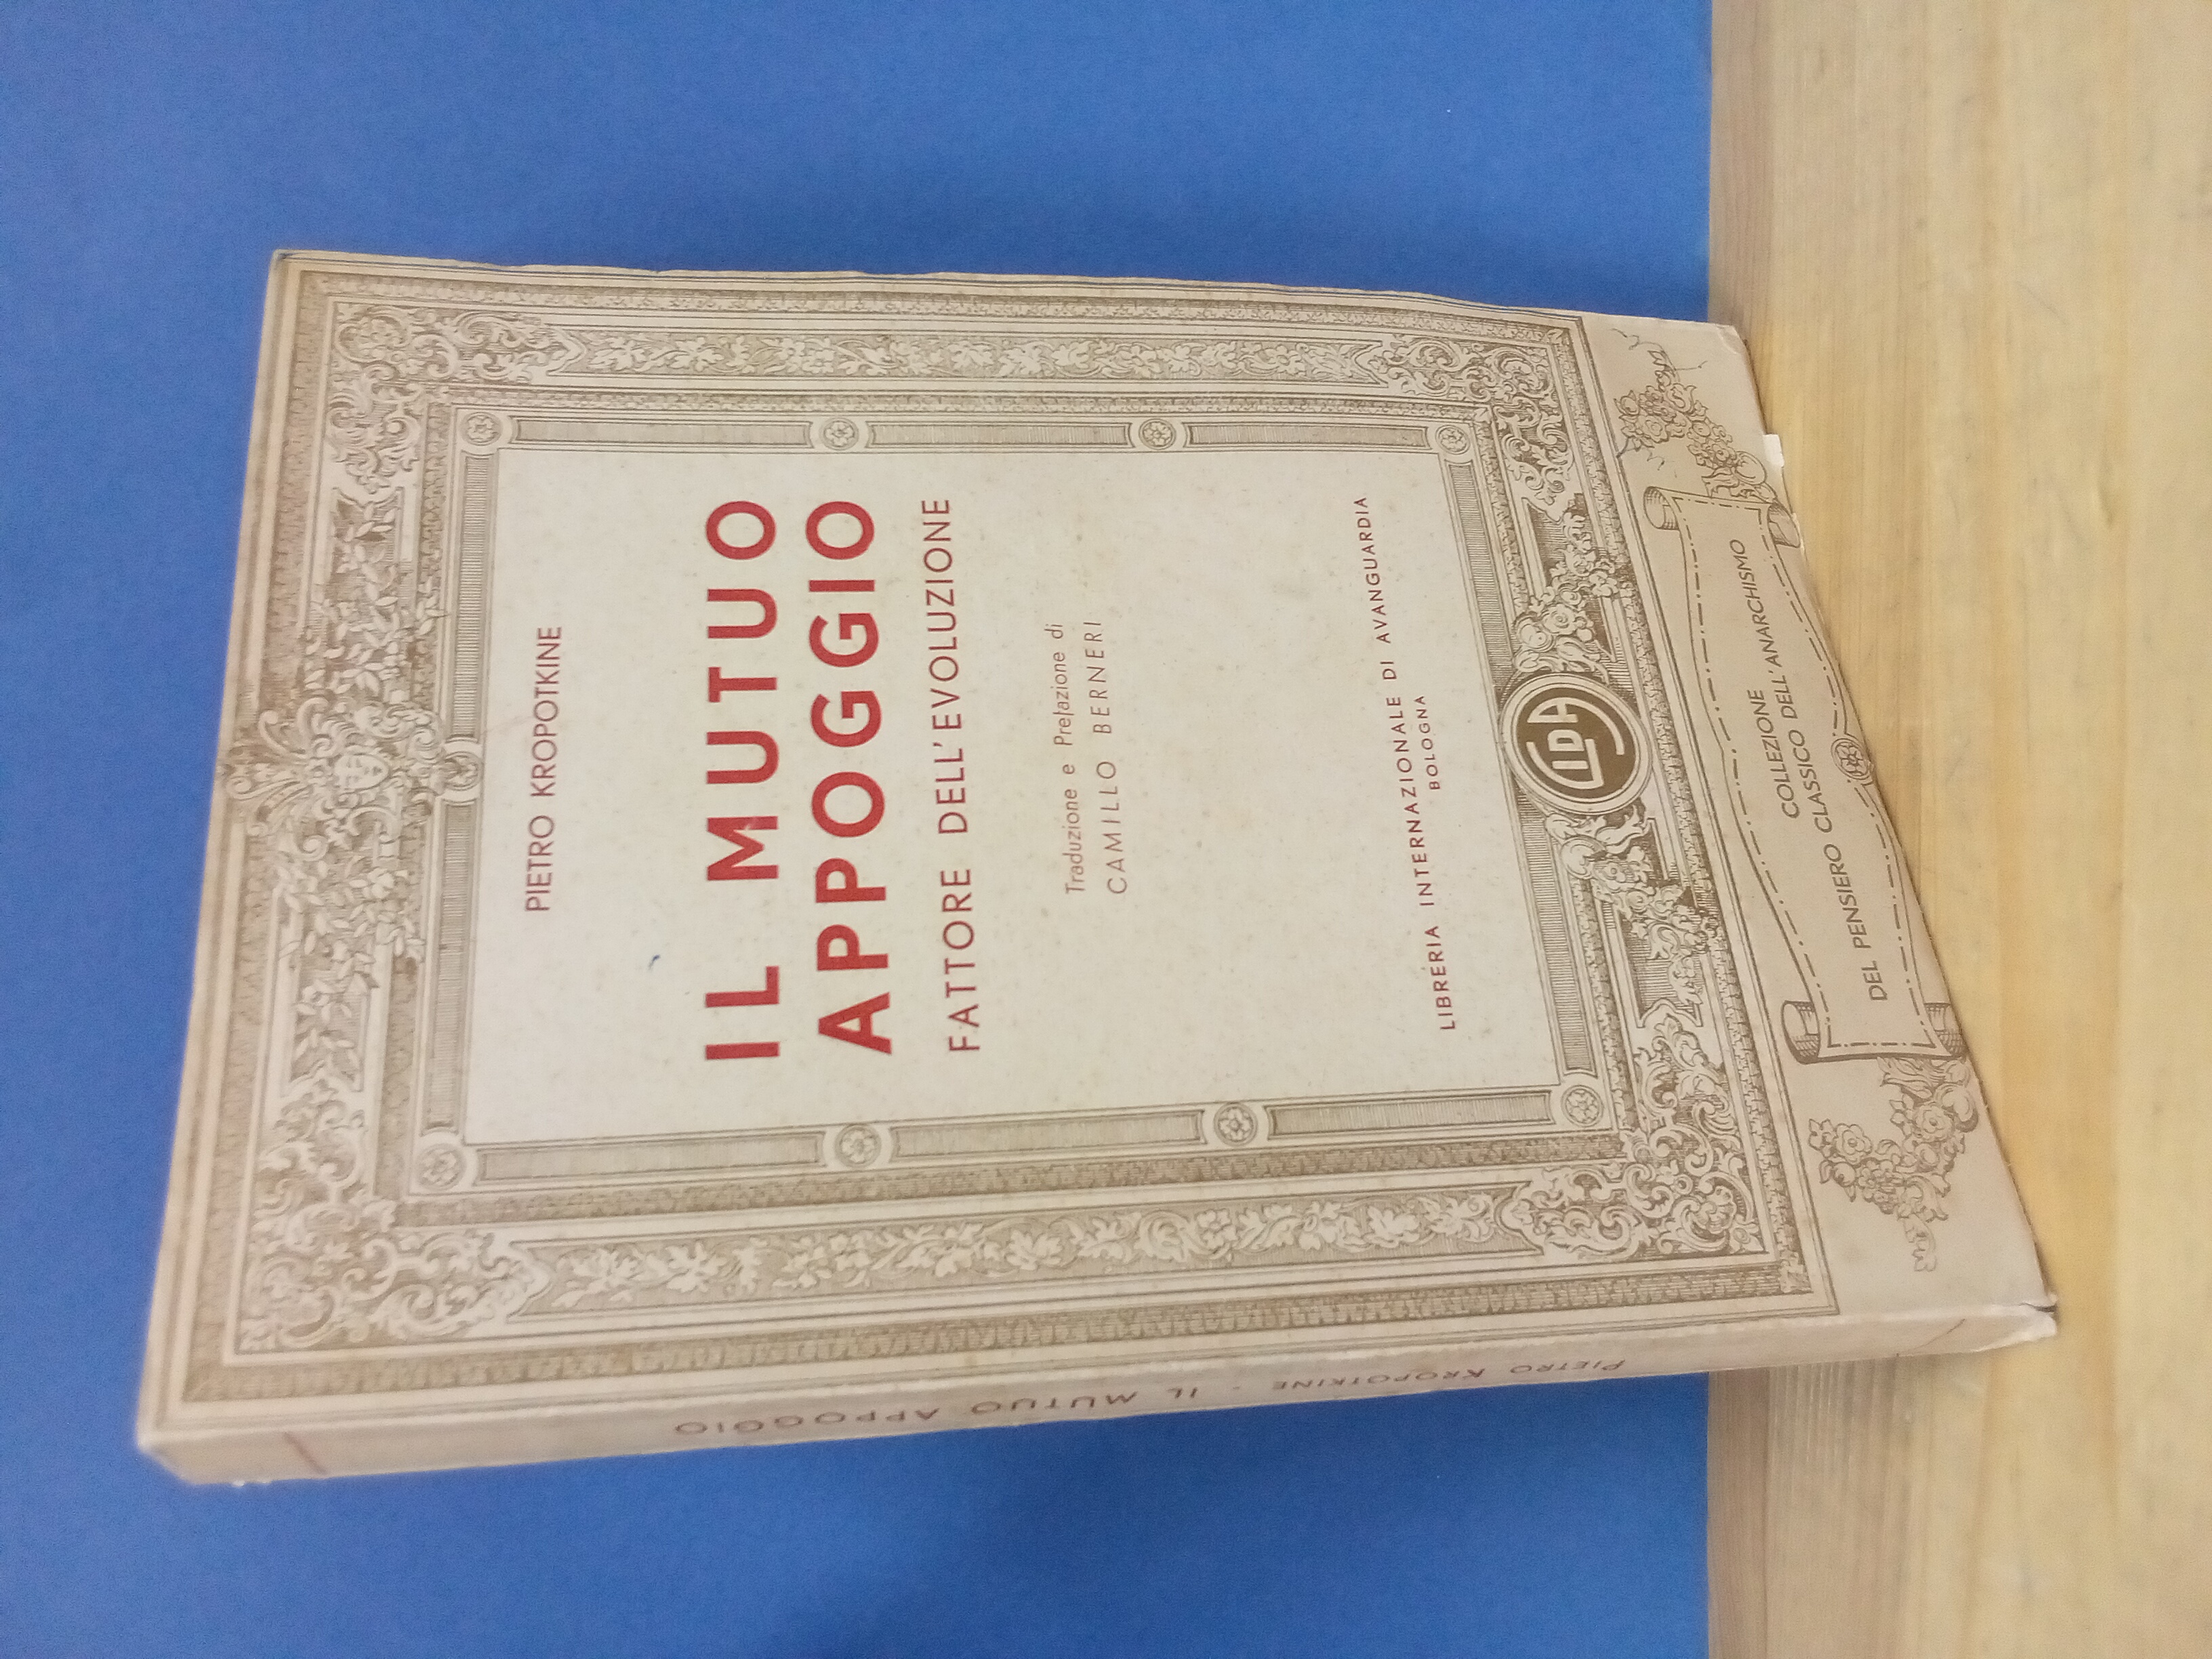 PIETRO KROPOTKINE
IL MUTUO
APPOGGIO
FATTORE DELL'EVOLUZIONE
Traduzione e Prefazione di
CAMILLO BERNERI
LIBRERIA INTERNAZIONALE DI AVANGUARDIA
BOLOGNA
LIDA
COLLEZIONE
DEL PENSIERO CLASSICO DELL'ANARCHISMO
PIETRO KROPOTKINE - IL MUTUO APPOGGIO